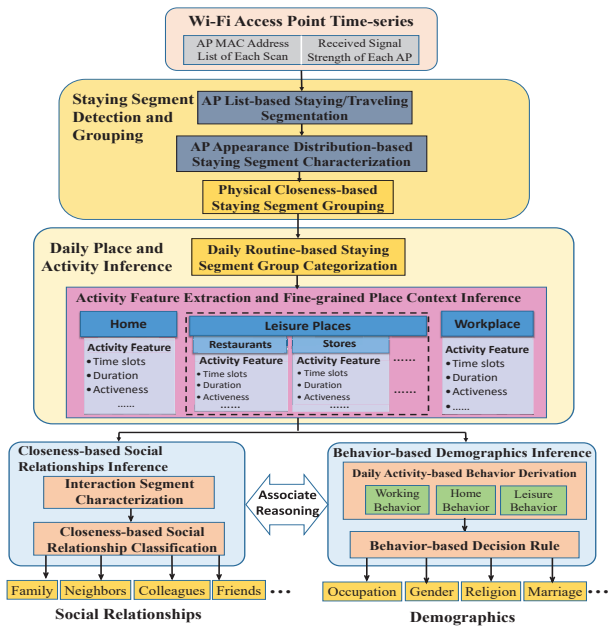 Wi-Fi Access Point Time-series
AP MAC Address
List of Each Scan
Received Signal
Strength of Each AP
Staying Segment
Detection and
Grouping
AP List-based Staying/Traveling
Segmentation
AP Appearance Distribution-based
Staying Segment Characterization
Physical Closeness-based
Staying Segment Grouping
Daily Place and
Activity Inference
Daily Routine-based Staying
Segment Group Categorization
Activity Feature Extraction and Fine-grained Place Context Inference
Home
Activity Feature
• Time slots
• Duration
• Activeness
......
Leisure Places
Restaurants
Activity Feature
• Time slots
• Duration
• Activeness
......
Stores
Activity Feature
• Time slots
• Duration
• Activeness
......
......
......
Workplace
Activity Feature
• Time slots
• Duration
• Activeness
• ......
Closeness-based Social
Relationships Inference
Interaction Segment
Characterization
Closeness-based Social
Relationship Classification
Family
Neighbors
Colleagues
Friends
...
Social Relationships
Associate
Reasoning
Behavior-based Demographics Inference
Daily Activity-based Behavior Derivation
Working
Behavior
Home
Behavior
Leisure
Behavior
Behavior-based Decision Rule
Occupation
Gender
Religion
Marriage
...
Demographics